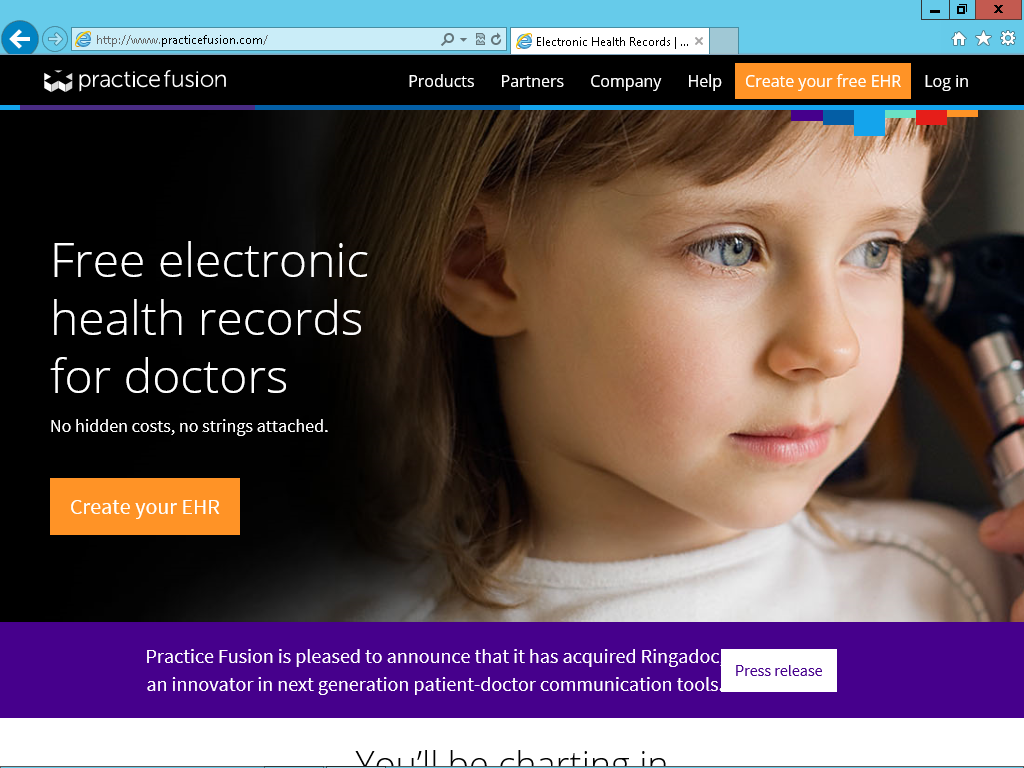 http://www.practicefusion.com/
Electronic Health Records | ...
practice fusion
Products
Partners
Company
Help
Create your free EHR
Log in
Free electronic
health records
for doctors
No hidden costs, no strings attached.
Create your EHR
Practice Fusion is pleased to announce that it has acquired Ringadoc,
an innovator in next generation patient-doctor communication tools.
Press release
You'll be charting in